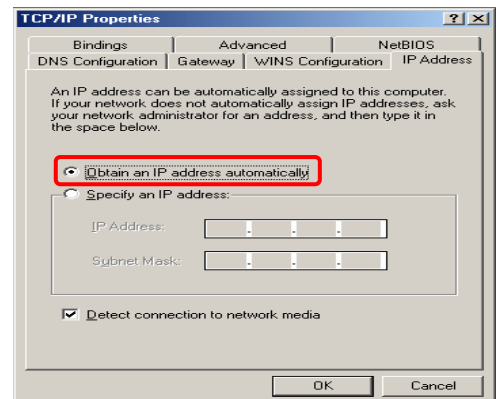 TCP/IP Properties
Bindings Advanced NetBIOS
DNS Configuration Gateway WINS Configuration IP Address
An IP address can be automatically assigned to this computer.
If your network does not automatically assign IP addresses, ask
your network administrator for an address, and then type it in
the space below.
Obtain an IP address automatically
Specify an IP address:
IP Address:
Subnet Mask:
Detect connection to network media
OK Cancel